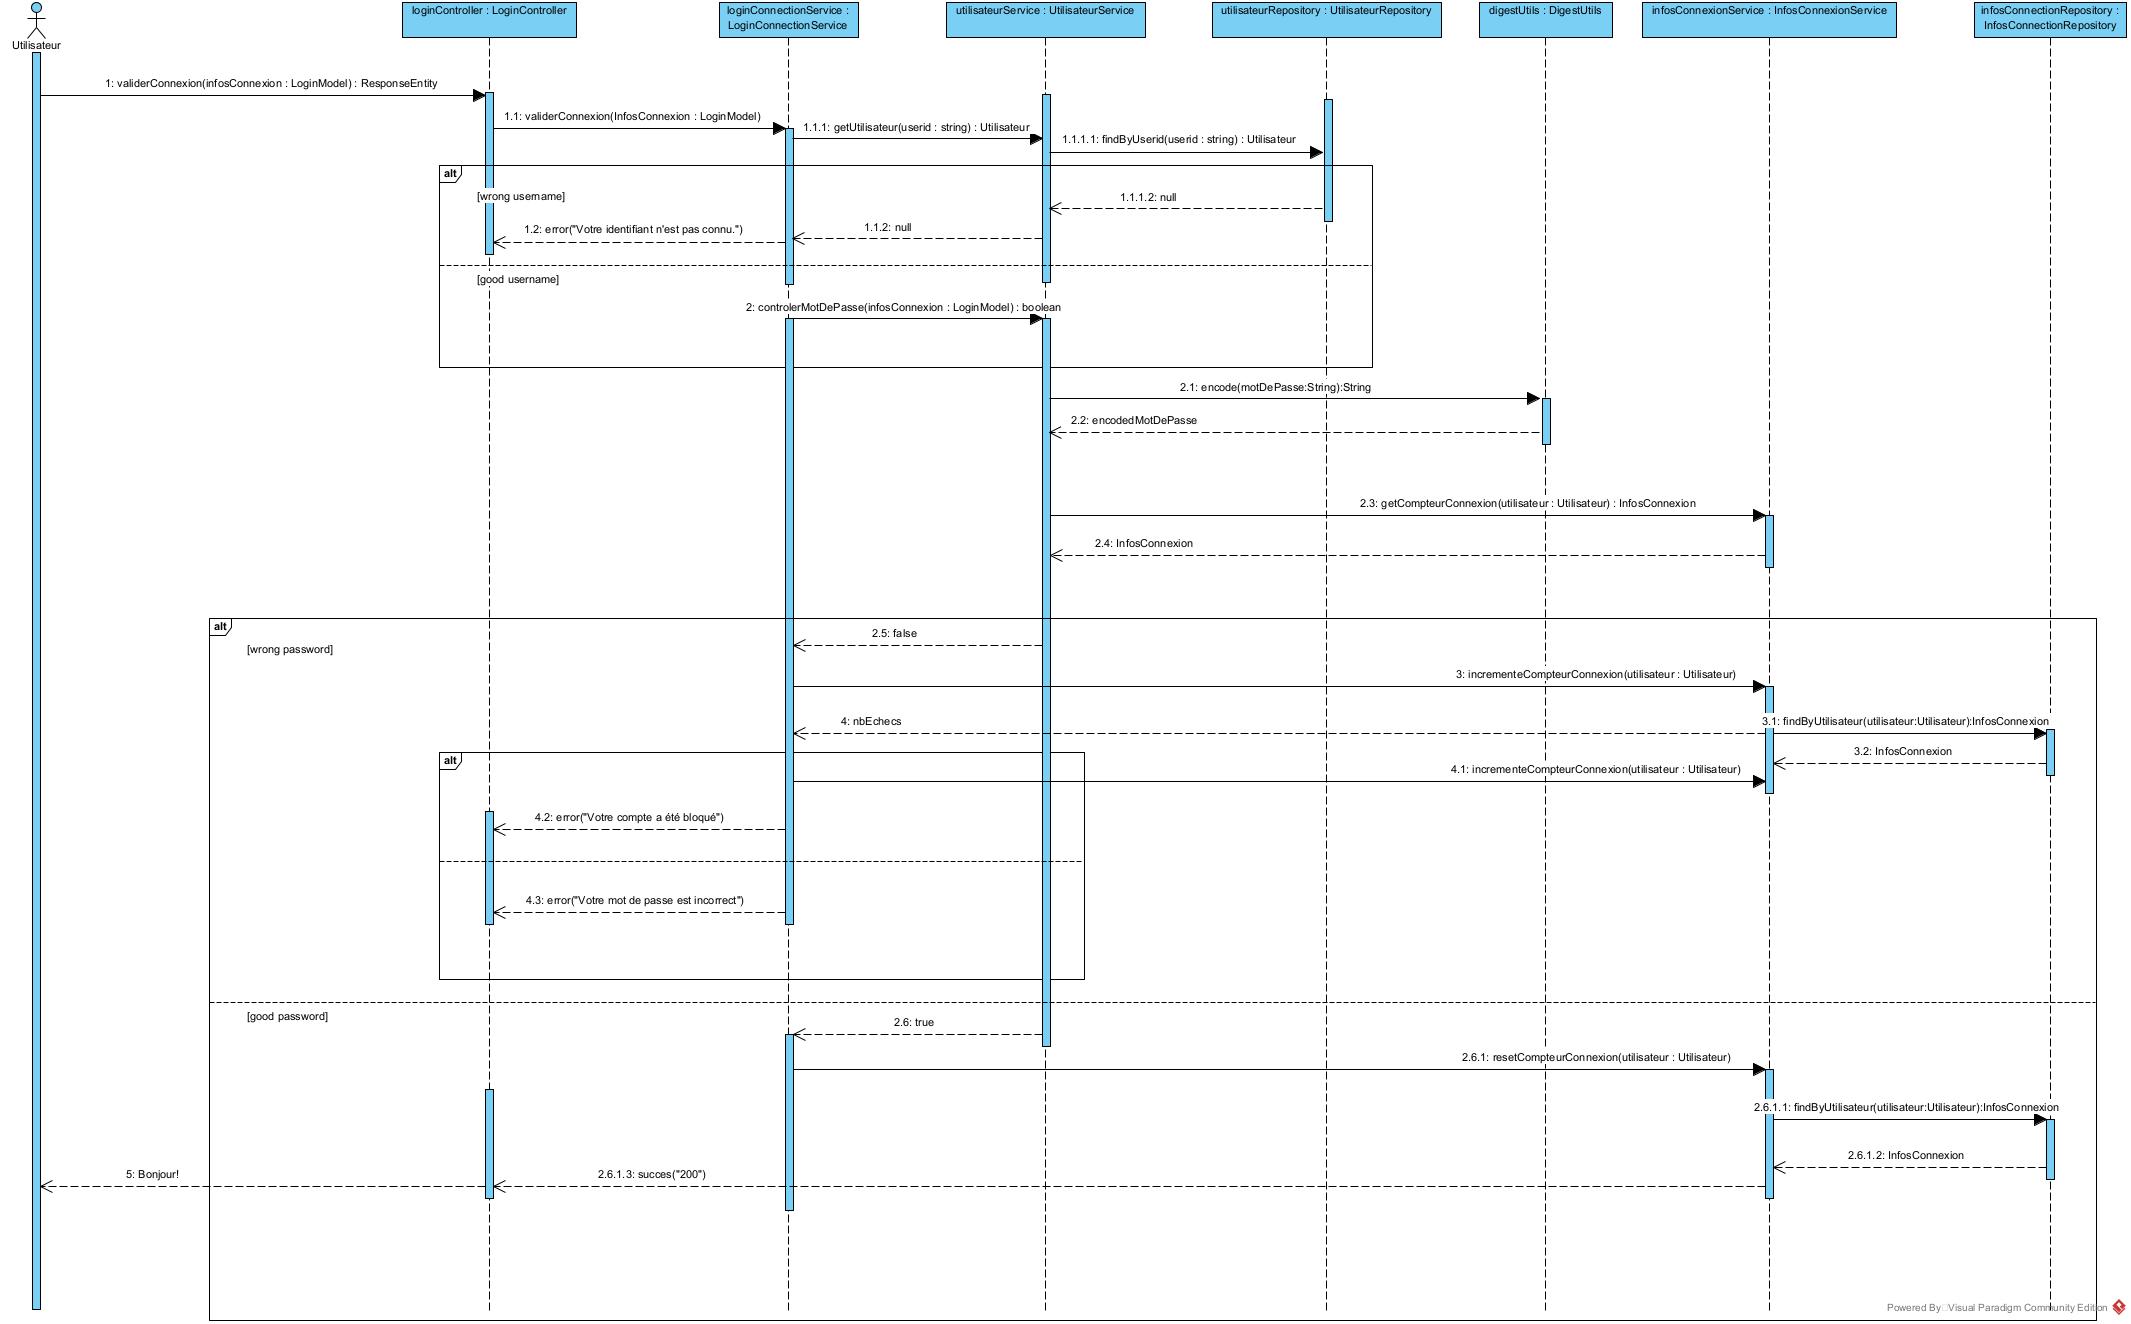 loginController : LoginController
loginConnectionService :
LoginConnectionService
utilisateurService : UtilisateurService
utilisateurRepository : UtilisateurRepository
digestUtils : DigestUtils
infosConnexionService : InfosConnexionService
infosConnectionRepository :
InfosConnectionRepository
Utilisateur
1: validerConnexion(infosConnexion : LoginModel) : ResponseEntity
1.1: validerConnexion(InfosConnexion : LoginModel)
1.1.1: getUtilisateur(userid : string) : Utilisateur
1.1.1.1: findByUserid(userid : string) : Utilisateur
alt
[wrong username]
1.1.1.2: null
1.1.2: null
1.2: error("Votre identifiant n'est pas connu.")
[good username]
2: controlerMotDePasse(infosConnexion : LoginModel) : boolean
2.1: encode(motDePasse:String):String
2.2: encodedMotDePasse
2.3: getCompteurConnexion(utilisateur : Utilisateur) : InfosConnexion
2.4: InfosConnexion
alt
[wrong password]
2.5: false
3: incrementeCompteurConnexion(utilisateur : Utilisateur)
4: nbEchecs
3.1: findByUtilisateur(utilisateur:Utilisateur):InfosConnexion
3.2: InfosConnexion
alt
4.1: incrementeCompteurConnexion(utilisateur : Utilisateur)
4.2: error("Votre compte a été bloqué")
4.3: error("Votre mot de passe est incorrect")
[good password]
2.6: true
2.6.1: resetCompteurConnexion(utilisateur : Utilisateur)
2.6.1.1: findByUtilisateur(utilisateur:Utilisateur):InfosConnexion
2.6.1.2: InfosConnexion
5: Bonjour!
2.6.1.3: succes("200")
Powered By Visual Paradigm Community Edition